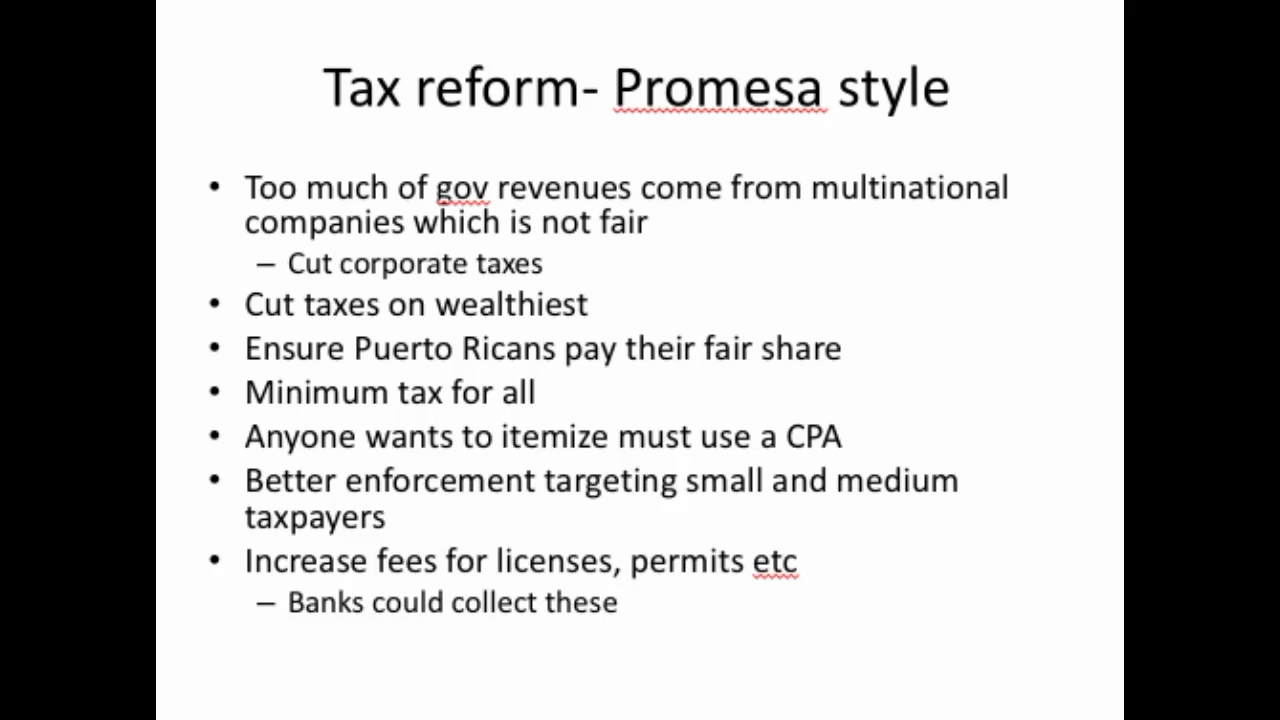 Tax reform- Promesa style
• Too much of gov revenues come from multinational
companies which is not fair
– Cut corporate taxes
• Cut taxes on wealthiest
• Ensure Puerto Ricans pay their fair share
• Minimum tax for all
• Anyone wants to itemize must use a CPA
• Better enforcement targeting small and medium
taxpayers
• Increase fees for licenses, permits etc
– Banks could collect these